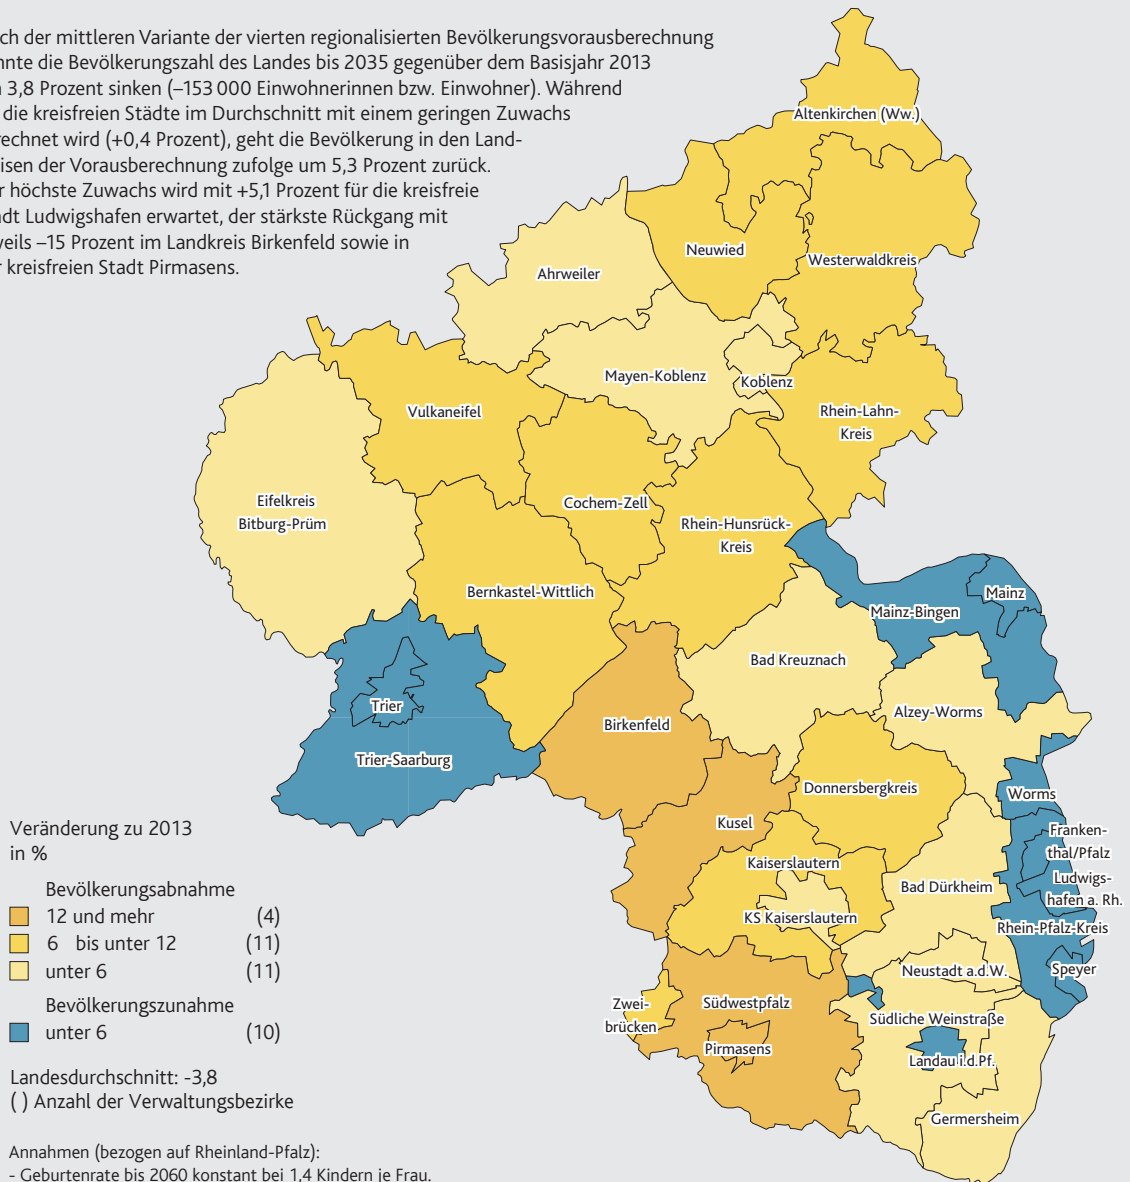 ch der mittleren Variante der vierten regionalisierten Bevölkerungsvorausberechnung
nnte die Bevölkerungszahl des Landes bis 2035 gegenüber dem Basisjahr 2013
3,8 Prozent sinken (–153 000 Einwohnerinnen bzw. Einwohner). Während
die kreisfreien Städte im Durchschnitt mit einem geringen Zuwachs
rechnet wird (+0,4 Prozent), geht die Bevölkerung in den Land-
isen der Vorausberechnung zufolge um 5,3 Prozent zurück.
r höchste Zuwachs wird mit +5,1 Prozent für die kreisfreie
adt Ludwigshafen erwartet, der stärkste Rückgang mit
weils –15 Prozent im Landkreis Birkenfeld sowie in
r kreisfreien Stadt Pirmasens.
Altenkirchen (Ww.)
Neuwied
Westerwaldkreis
Ahrweiler
Mayen-Koblenz
Koblenz
Vulkaneifel
Rhein-Lahn-
Kreis
Eifelkreis
Bitburg-Prüm
Cochem-Zell
Rhein-Hunsrück-
Kreis
Bernkastel-Wittlich
Mainz
Mainz-Bingen
Bad Kreuznach
Trier
Birkenfeld
Alzey-Worms
Trier-Saarburg
Donnersbergkreis
Worms
Kusel
Franken-
thal/Pfalz
Kaiserslautern
Ludwigs-
hafen a. Rh.
Bad Dürkheim
KS Kaiserslautern
Rhein-Pfalz-Kreis
Neustadt a.d.W.
Speyer
Zwei-
brücken
Südwestpfalz
Südliche Weinstraße
Pirmasens
Landau i.d.Pf.
Germersheim
Veränderung zu 2013
in %
Bevölkerungsabnahme
12 und mehr (4)
6 bis unter 12 (11)
unter 6 (11)
Bevölkerungszunahme
unter 6 (10)
Landesdurchschnitt: -3,8
( ) Anzahl der Verwaltungsbezirke
Annahmen (bezogen auf Rheinland-Pfalz):
- Geburtenrate bis 2060 konstant bei 1,4 Kindern je Frau.